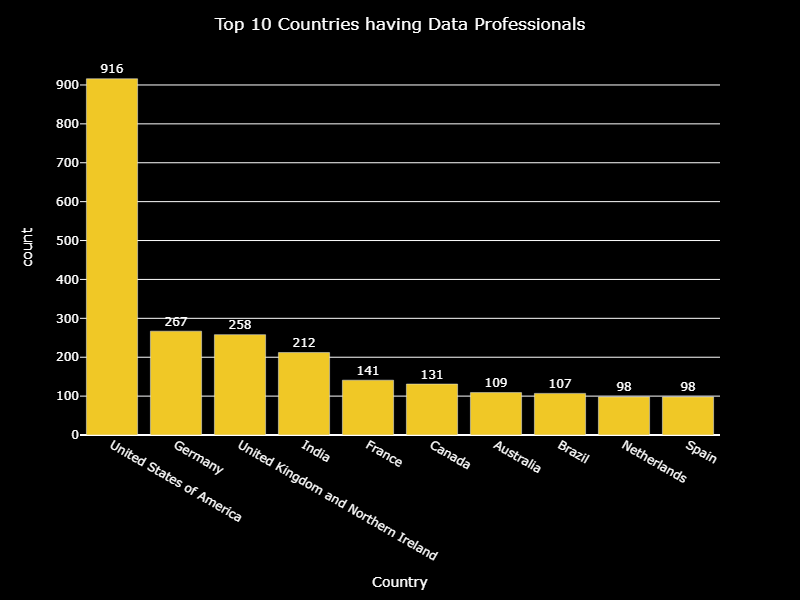 Top 10 Countries having Data Professionals
916
267
258
212
141
131
109
107
98
98
900
800
700
600
500
400
300
200
100
0
count
United States of America
Germany
United Kingdom and Northern Ireland
India
France
Canada
Australia
Brazil
Netherlands
Spain
Country